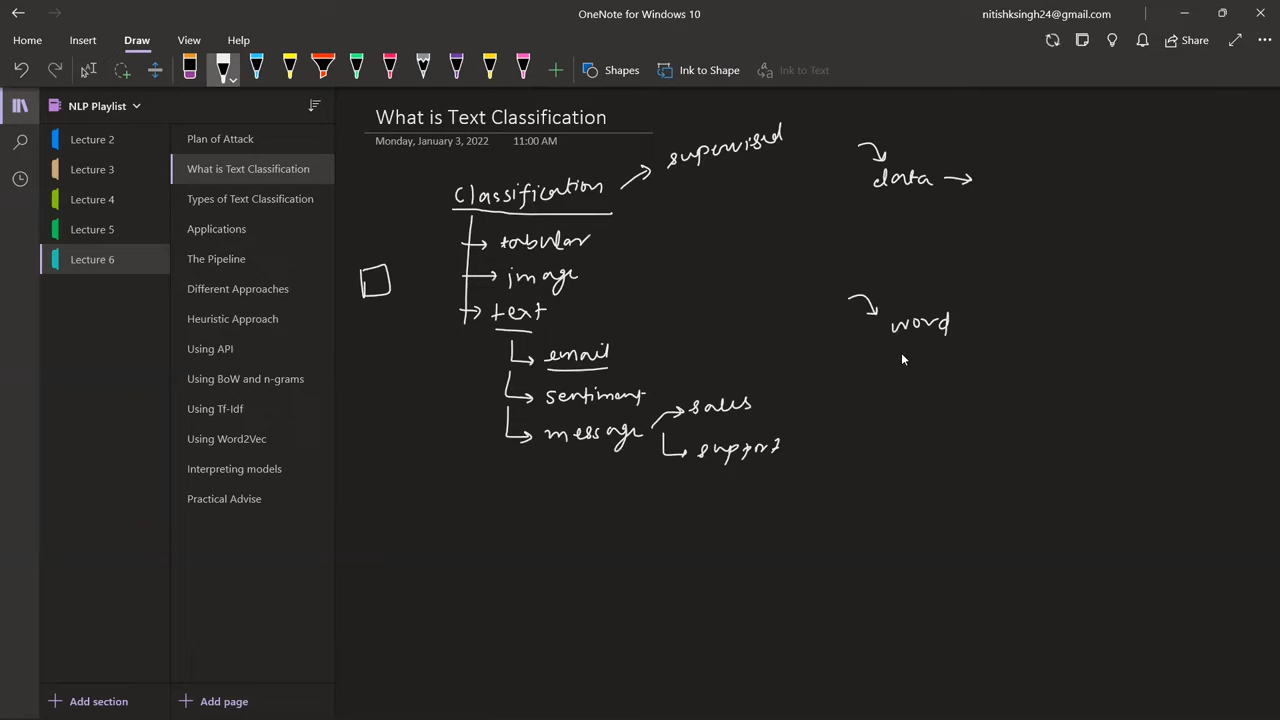 OneNote for Windows 10
nitishksingh24@gmail.com
Home Insert Draw View Help
Share
Shapes
Ink to Shape
Ink to Text
NLP Playlist
Lecture 2
Lecture 3
Lecture 4
Lecture 5
Lecture 6
Plan of Attack
What is Text Classification
Types of Text Classification
Applications
The Pipeline
Different Approaches
Heuristic Approach
Using API
Using BoW and n-grams
Using Tf-Idf
Using Word2Vec
Interpreting models
Practical Advise
Add section
Add page
What is Text Classification
Monday, January 3, 2022 11:00 AM
Classification → supervised
tabular
image
text
email
sentiment
message
sales
support
data →
word